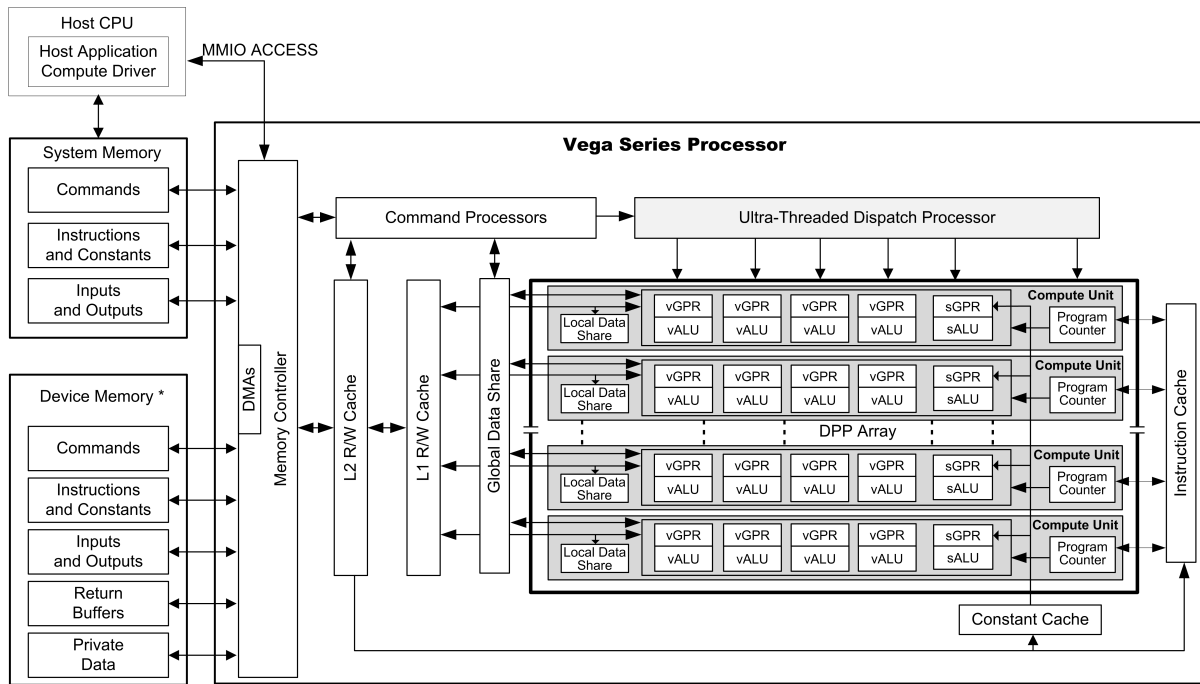 Host CPU
Host Application
Compute Driver
MMIO ACCESS
System Memory
Commands
Instructions
and Constants
Inputs
and Outputs
Device Memory *
Commands
Instructions
and Constants
Inputs
and Outputs
Return
Buffers
Private
Data
Vega Series Processor
DMAs
Memory Controller
Command Processors
Ultra-Threaded Dispatch Processor
L2 R/W Cache
L1 R/W Cache
Global Data Share
Compute Unit
Local Data
Share
vGPR vGPR vGPR vGPR sGPR
vALU vALU vALU vALU sALU
Program
Counter
Compute Unit
Local Data
Share
vGPR vGPR vGPR vGPR sGPR
vALU vALU vALU vALU sALU
Program
Counter
DPP Array
Compute Unit
Local Data
Share
vGPR vGPR vGPR vGPR sGPR
vALU vALU vALU vALU sALU
Program
Counter
Compute Unit
Local Data
Share
vGPR vGPR vGPR vGPR sGPR
vALU vALU vALU vALU sALU
Program
Counter
Instruction Cache
Constant Cache